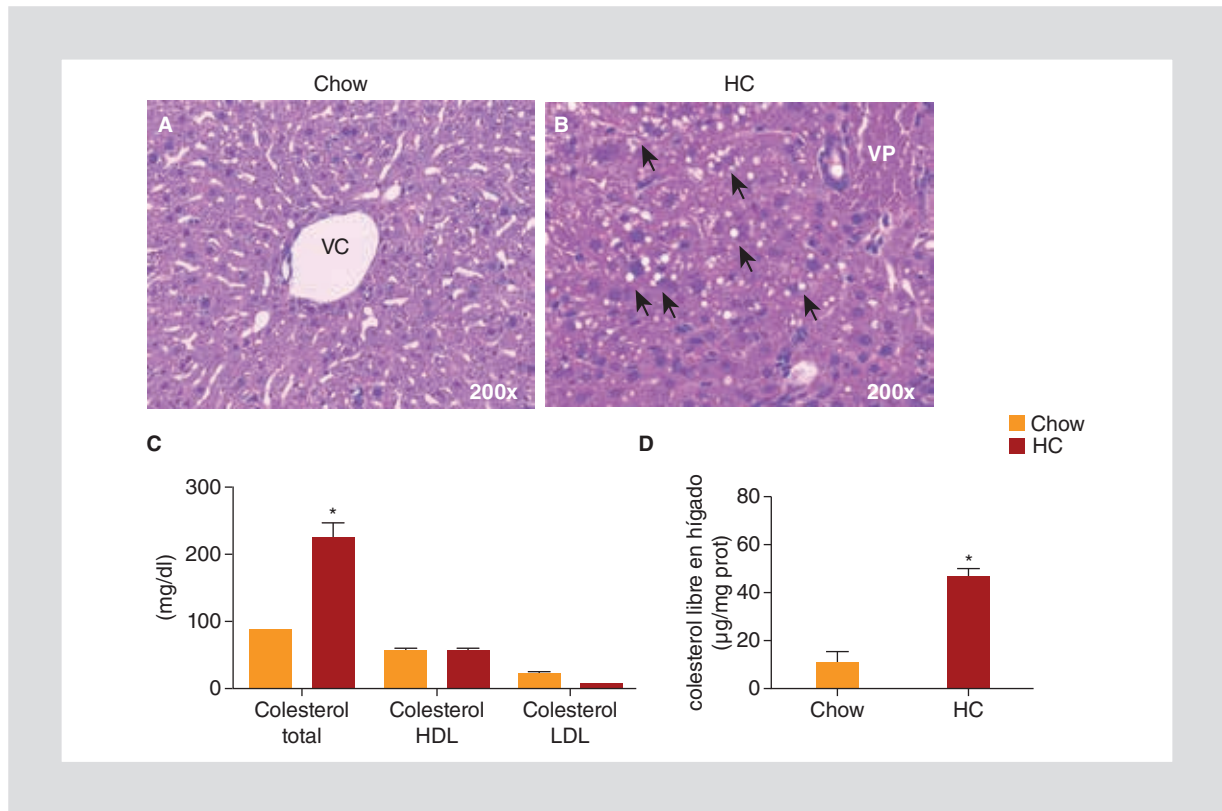 Chow
HC
A
VC
200x
B
VP
200x
Chow
HC
C
300
200
100
0
(mg/dl)
*
Colesterol
total
Colesterol
HDL
Colesterol
LDL
D
colesterol libre en hígado
(µg/mg prot)
80
60
40
20
0
*
Chow
HC